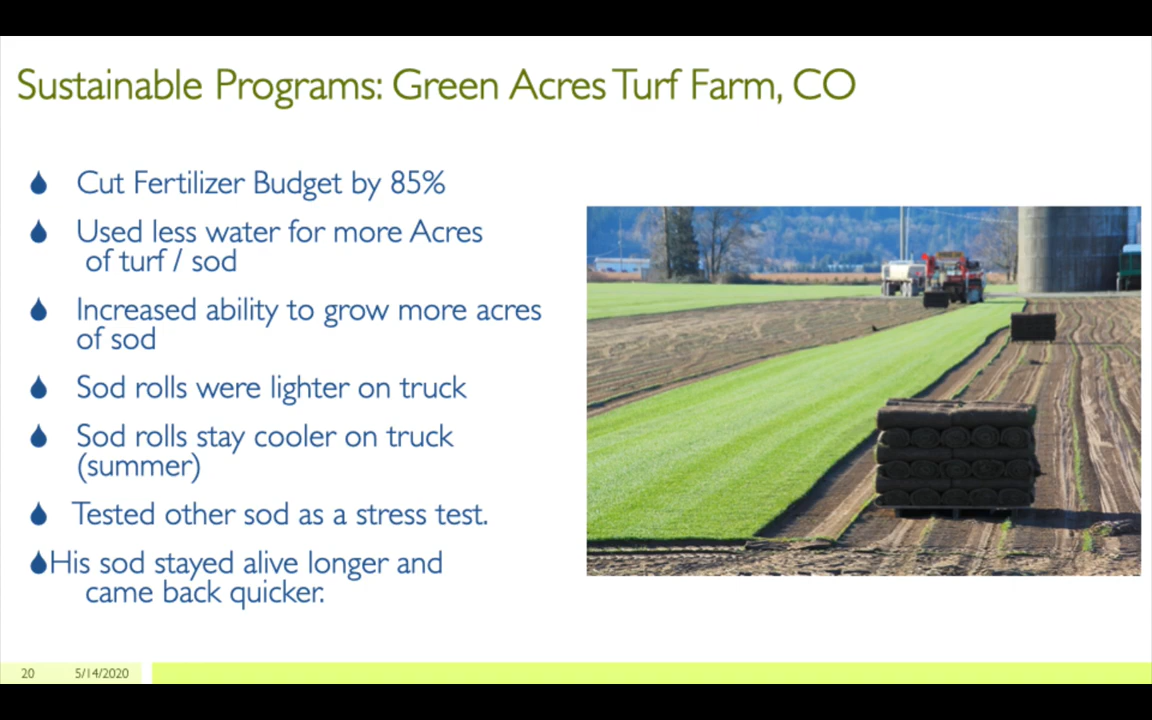 Sustainable Programs: Green Acres Turf Farm, CO
Cut Fertilizer Budget by 85%
Used less water for more Acres
of turf / sod
Increased ability to grow more acres
of sod
Sod rolls were lighter on truck
Sod rolls stay cooler on truck
(summer)
Tested other sod as a stress test.
His sod stayed alive longer and
came back quicker.
20 5/14/2020